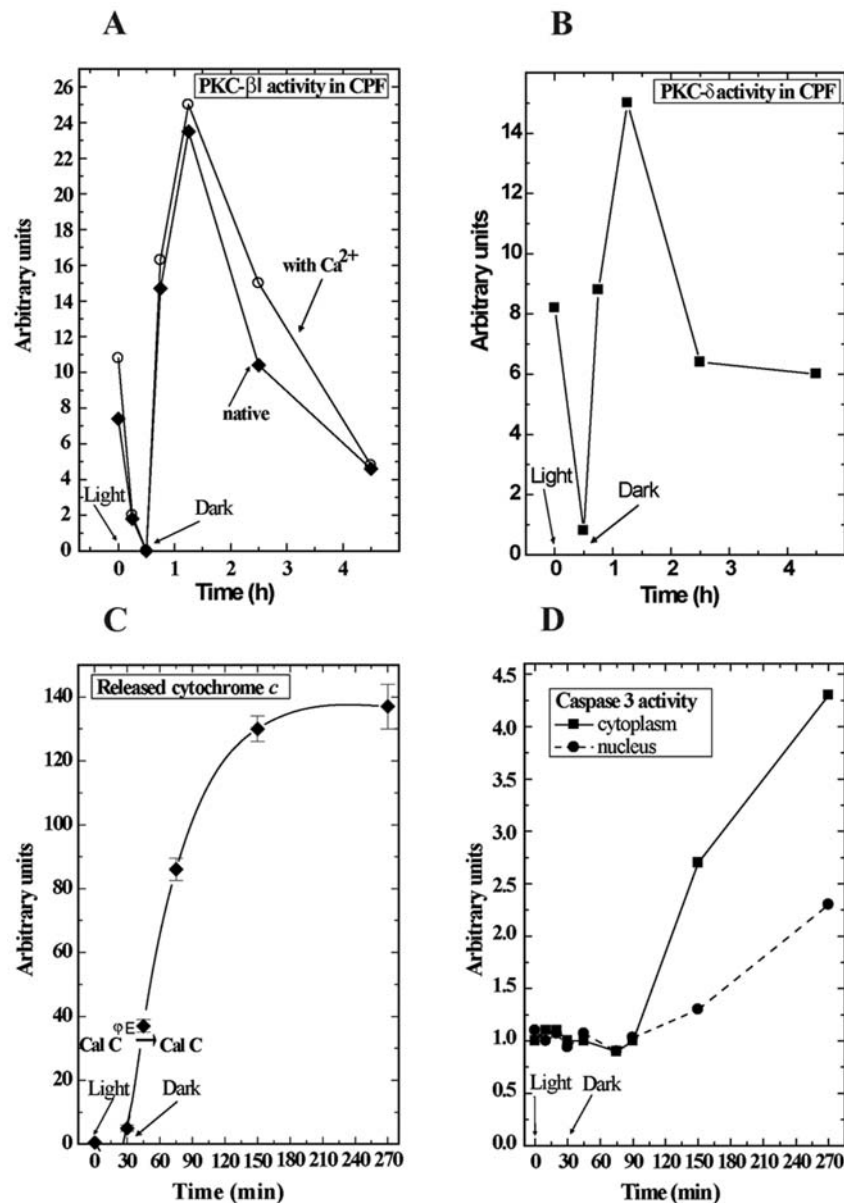 A
PKC-βI activity in CPF
Arbitrary units
26
24
22
20
18
16
14
12
10
8
6
4
2
0
with Ca2+
native
Light
Dark
0 1 2 3 4
Time (h)
B
PKC-δ activity in CPF
Arbitrary units
14
12
10
8
6
4
2
0
Light
Dark
0 1 2 3 4
Time (h)
C
Released cytochrome c
Arbitrary units
140
120
100
80
60
40
20
0
φE
Cal C Cal C
Light
Dark
0 30 60 90 120 150 180 210 240 270
Time (min)
D
Caspase 3 activity
cytoplasm
nucleus
Arbitrary units
4.5
4.0
3.5
3.0
2.5
2.0
1.5
1.0
0.5
0.0
Light
Dark
0 30 60 90 120 150 180 210 240 270
Time (min)